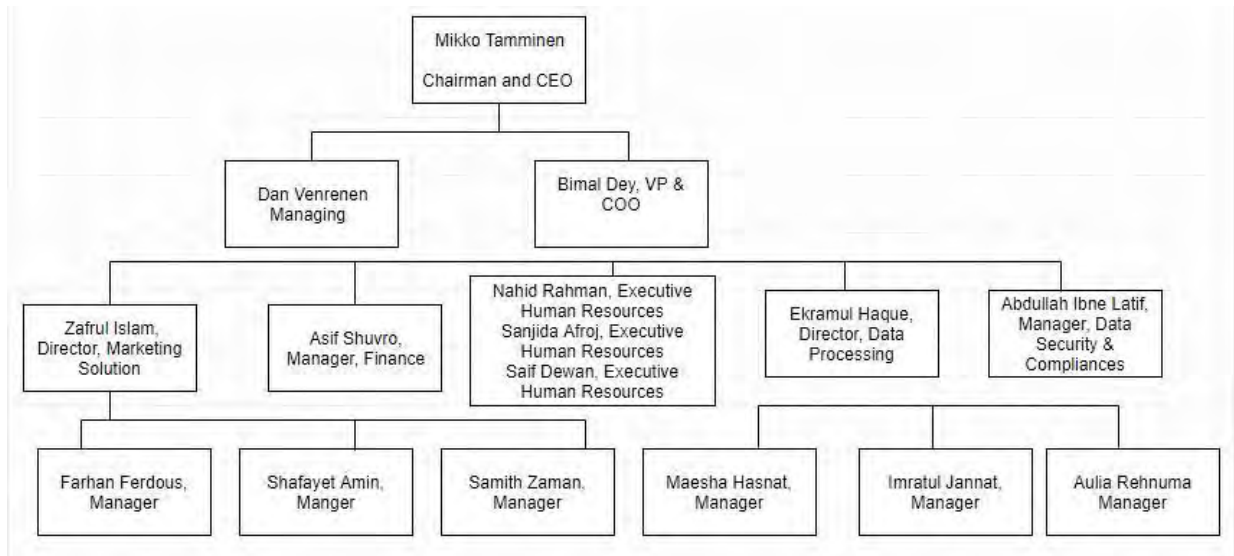 Mikko Tamminen
Chairman and CEO
Dan Venrenen
Managing
Bimal Dey, VP &
COO
Zafrul Islam,
Director, Marketing
Solution
Asif Shuvro,
Manager, Finance
Nahid Rahman, Executive
Human Resources
Sanjida Afroj, Executive
Human Resources
Saif Dewan, Executive
Human Resources
Ekramul Haque,
Director, Data
Processing
Abdullah Ibne Latif,
Manager, Data
Security &
Compliances
Farhan Ferdous,
Manager
Shafayet Amin,
Manger
Samith Zaman,
Manager
Maesha Hasnat,
Manager
Imratul Jannat,
Manager
Aulia Rehnuma
Manager